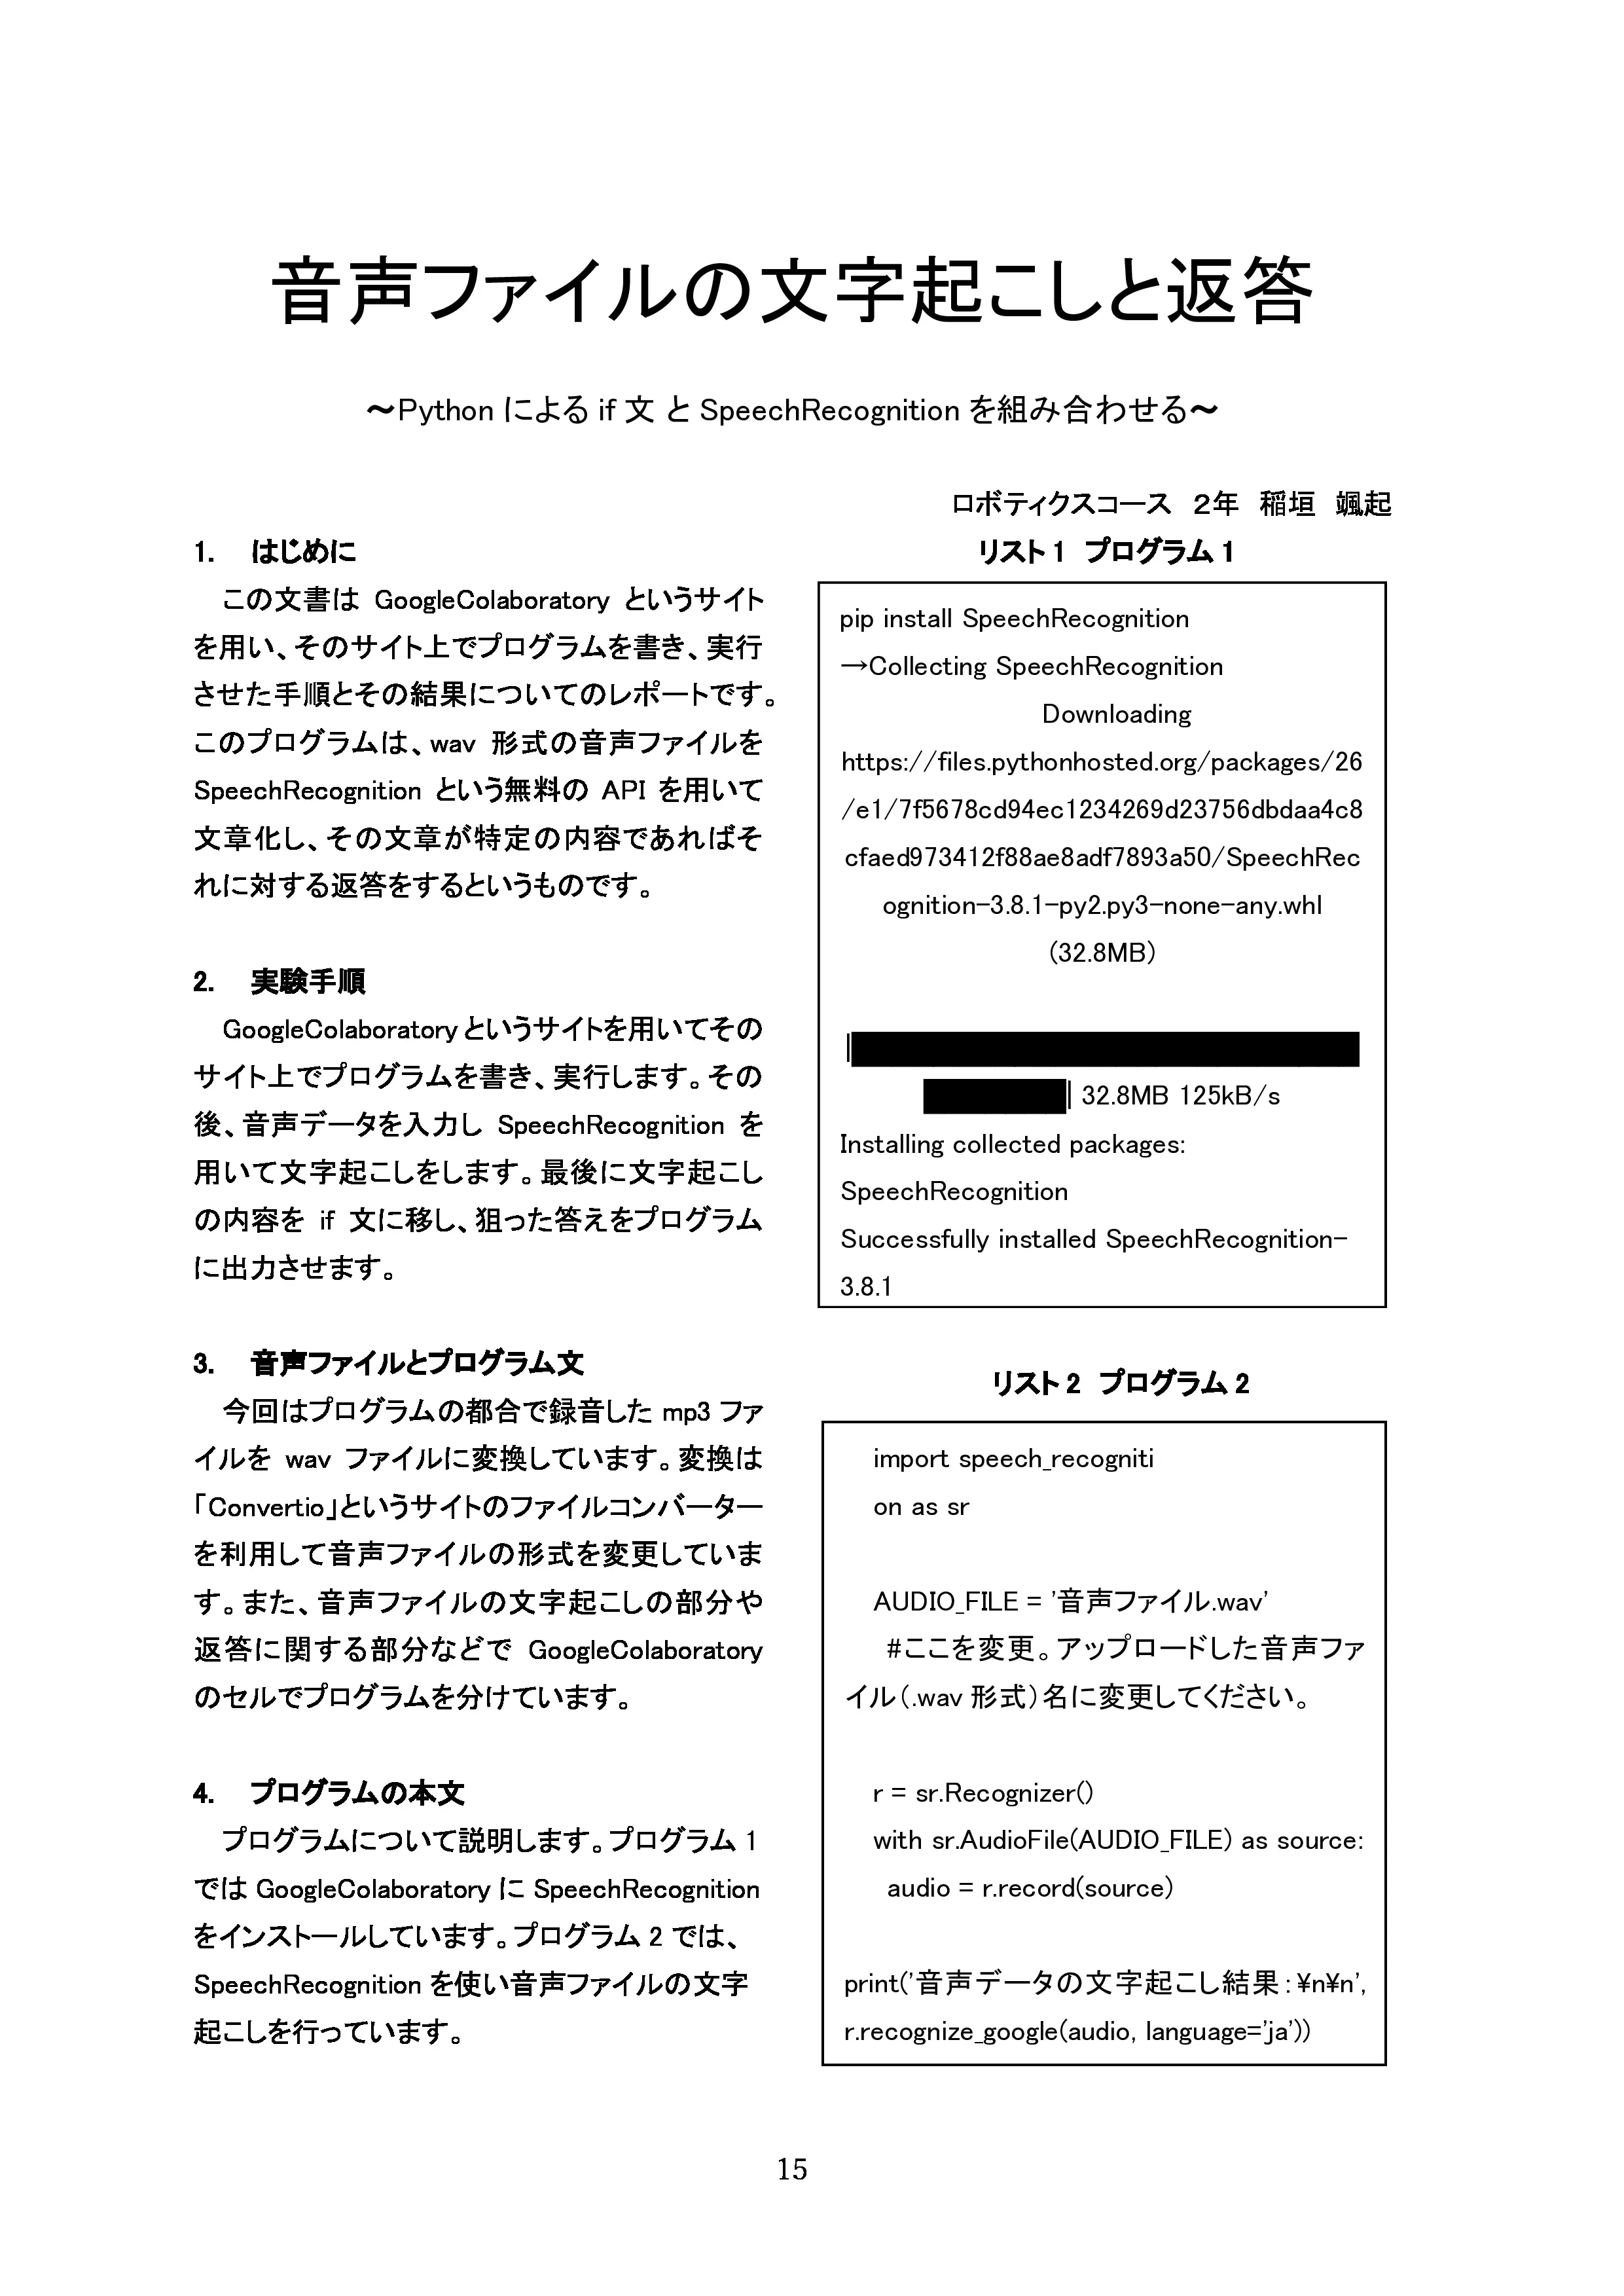 音声ファイルの文字起こしと返答
～Python による if 文 と SpeechRecognition を組み合わせる～
ロボティクスコース　２年　稲垣　颯起
1.　はじめに
　この文書は GoogleColaboratory というサイト
を用い、そのサイト上でプログラムを書き、実行
させた手順とその結果についてのレポートです。
このプログラムは、wav 形式の音声ファイルを
SpeechRecognition という無料の API を用いて
文章化し、その文章が特定の内容であればそ
れに対する返答をするというものです。
2.　実験手順
　GoogleColaboratory というサイトを用いてその
サイト上でプログラムを書き、実行します。その
後、音声データを入力し SpeechRecognition を
用いて文字起こしをします。最後に文字起こし
の内容を if 文に移し、狙った答えをプログラム
に出力させます。
3.　音声ファイルとプログラム文
　今回はプログラムの都合で録音した mp3 ファ
イルを wav ファイルに変換しています。変換は
「Convertio」というサイトのファイルコンバーター
を利用して音声ファイルの形式を変更していま
す。また、音声ファイルの文字起こしの部分や
返答に関する部分などで GoogleColaboratory
のセルでプログラムを分けています。
4.　プログラムの本文
　プログラムについて説明します。プログラム 1
では GoogleColaboratory に SpeechRecognition
をインストールしています。プログラム 2 では、
SpeechRecognition を使い音声ファイルの文字
起こしを行っています。
リスト 1　プログラム 1
pip install SpeechRecognition
→Collecting SpeechRecognition
Downloading
https://files.pythonhosted.org/packages/26
/e1/7f5678cd94ec1234269d23756dbdaa4c8
cfaed973412f88ae8adf7893a50/SpeechRec
ognition-3.8.1-py2.py3-none-any.whl
(32.8MB)
|████████████████████
██████| 32.8MB 125kB/s
Installing collected packages:
SpeechRecognition
Successfully installed SpeechRecognition-
3.8.1
リスト 2　プログラム 2
import speech_recogniti
on as sr
AUDIO_FILE = '音声ファイル.wav'
#ここを変更。アップロードした音声ファ
イル（.wav 形式）名に変更してください。
r = sr.Recognizer()
with sr.AudioFile(AUDIO_FILE) as source:
audio = r.record(source)
print('音声データの文字起こし結果：¥n¥n',
r.recognize_google(audio, language='ja'))
15